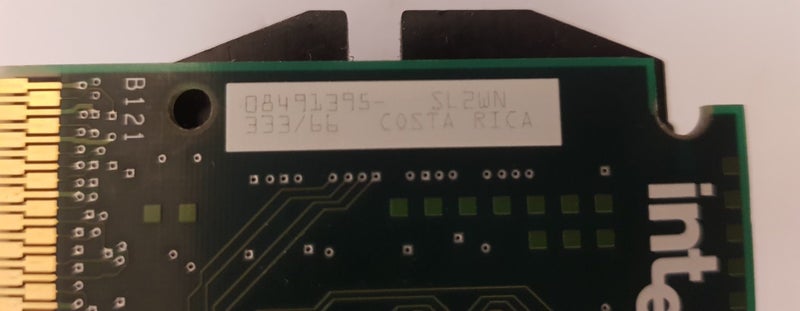 08491395- SL2WN
333/66 COSTA RICA
B121
inte